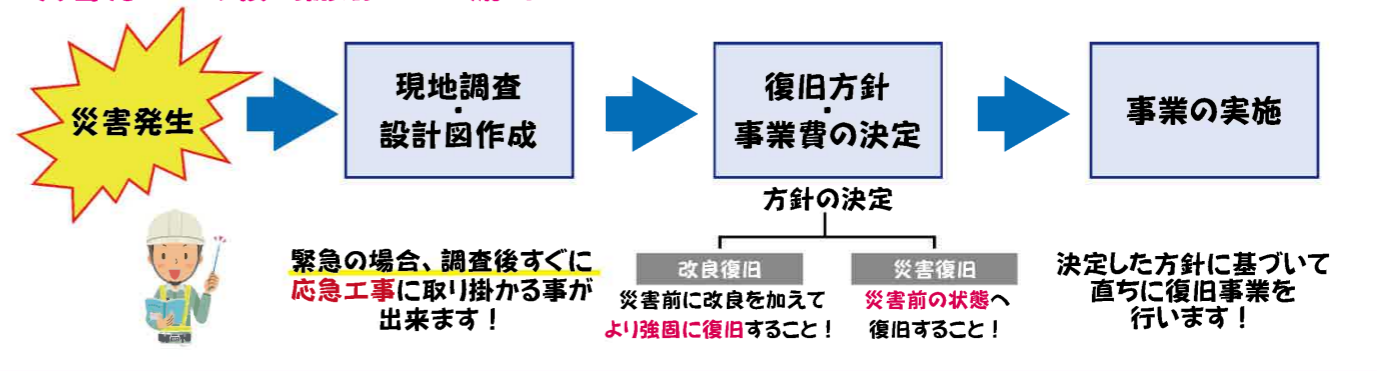 災害発生
現地調査
・
設計図作成
復旧方針
・
事業費の決定
事業の実施
緊急の場合、調査後すぐに
応急工事に取り掛かる事が
出来ます！
方針の決定
改良復旧
災害前に改良を加えて
より強固に復旧すること！
災害復旧
災害前の状態へ
復旧すること！
決定した方針に基づいて
直ちに復旧事業を
行います！